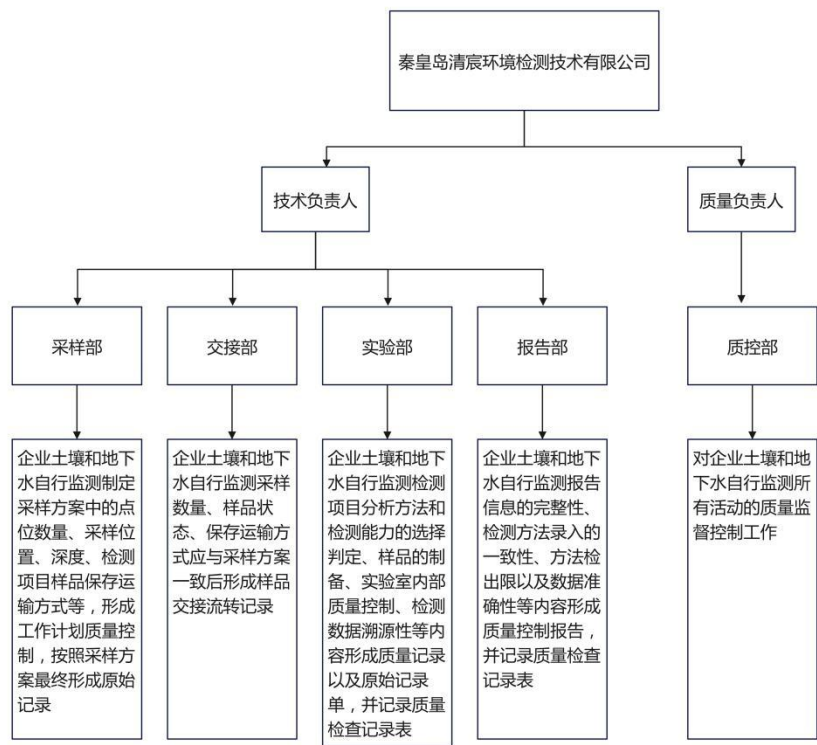 秦皇岛清宸环境检测技术有限公司
技术负责人
质量负责人
采样部
交接部
实验部
报告部
质控部
企业土壤和地下
水自行监测制定
采样方案中的点
位数量、采样位
置、深度、检测
项目样品保存运
输方式等，形成
工作计划质量控
制，按照采样方
案最终形成原始
记录
企业土壤和地下
水自行监测采样
数量、样品状
态、保存运输方
式应与采样方案
一致后形成样品
交接流转记录
企业土壤和地下
水自行监测检测
项目分析方法和
检测能力的选择
判定、样品的制
备、实验室内部
质量控制、检测
数据溯源性等内
容形成质量记录
以及原始记录
单，并记录质量
检查记录表
企业土壤和地下
水自行监测报告
信息的完整性、
检测方法录入的
一致性、方法检
出限以及数据准
确性等内容形成
质量控制报告，
并记录质量检查
记录表
对企业土壤和地
下水自行监测所
有活动的质量监
督控制工作